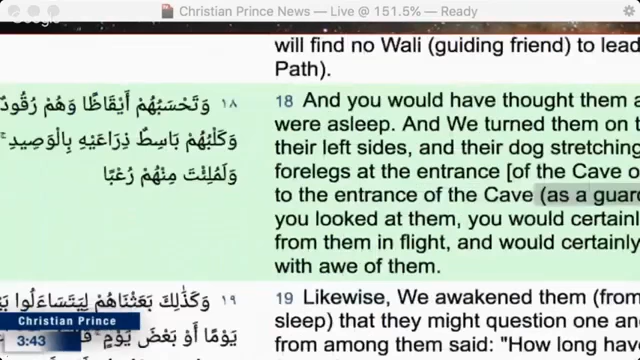 Christian Prince News — Live @ 151.5% — Ready
will find no Wali (guiding friend) to lead
Path).
١٨ وَتَحْسَبُهُمْ أَيْقَاظًا وَهُمْ رُقُودٌ
وَكَلْبُهُم بَاسِطٌ ذِرَاعَيْهِ بِالْوَصِيدِ ۚ
وَلَمُلِئْتَ مِنْهُمْ رُعْبًا
18 And you would have thought them a
were asleep. And We turned them on t
their left sides, and their dog stretching
forelegs at the entrance [of the Cave o
to the entrance of the Cave (as a guard
you looked at them, you would certainl
from them in flight, and would certainly
with awe of them.
١٩ وَكَذَٰلِكَ بَعَثْنَاهُمْ لِيَتَسَاءَلُوا
يَوْمًا أَوْ بَعْضَ يَوْمٍ
19 Likewise, We awakened them (from
sleep) that they might question one an
from among them said: "How long have
Christian Prince
3:43